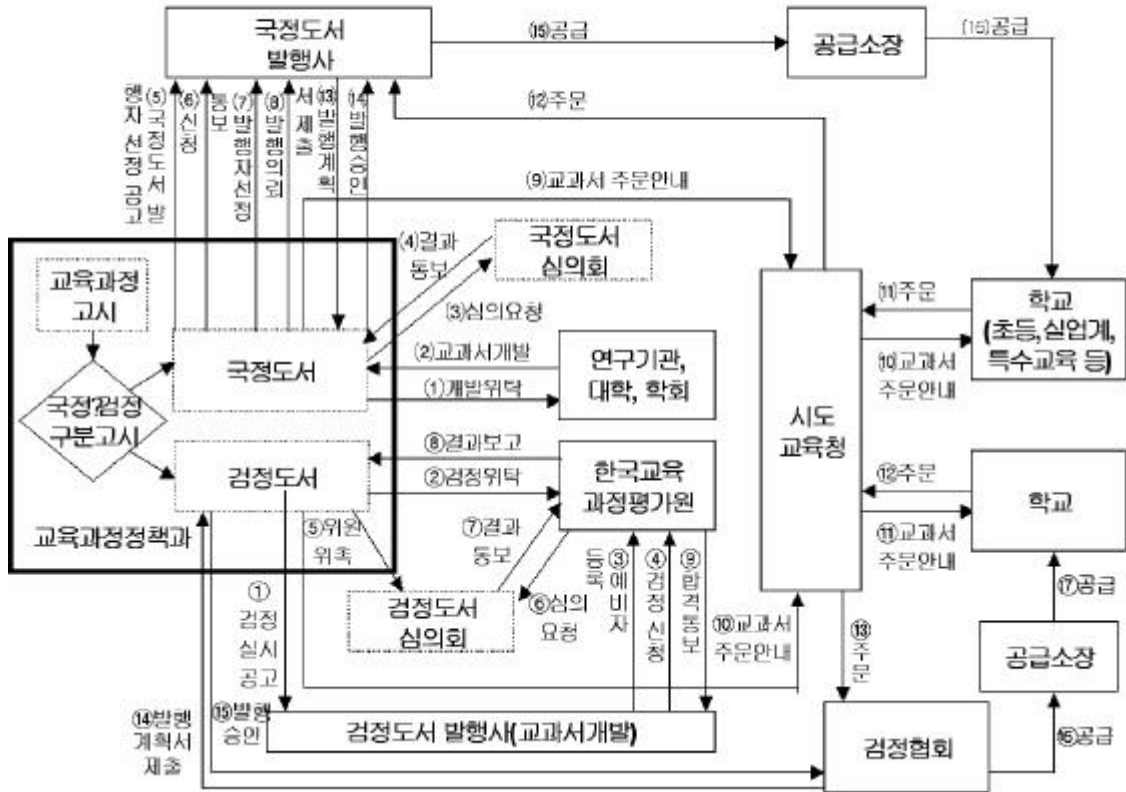 국정도서
발행사
⒂공급
공급소장
⒃공급
⑸국정도서 발
행자 선정 공고
⑹신청
⑺발행자선정
통보
⑻발행의뢰
⒀발행계획
서 제출
⒁발행승인
⑿주문
⑼교과서 주문안내
국정도서
심의회
⑷결과
통보
⑶심의요청
교육과정
고시
국정?검정
구분고시
국정도서
검정도서
교육과정정책과
⑵교과서개발
⑴개발위탁
연구기관,
대학, 학회
⑧결과보고
②검정위탁
한국교육
과정평가원
시도
교육청
⑾주문
⑽교과서
주문안내
학교
(초등,실업계,
특수교육 등)
⑫주문
⑪교과서
주문안내
학교
⑤위원
위촉
⑦결과
통보
⑥심의
요청
검정도서
심의회
③예비자
등록
④검정신청
⑨합격통보
⑩교과서
주문안내
⑬주문
⑰공급
공급소장
①
검정
실시
공고
⑭발행
계획서
제출
⑮발행
승인
검정도서 발행사(교과서개발)
검정협회
⑯공급